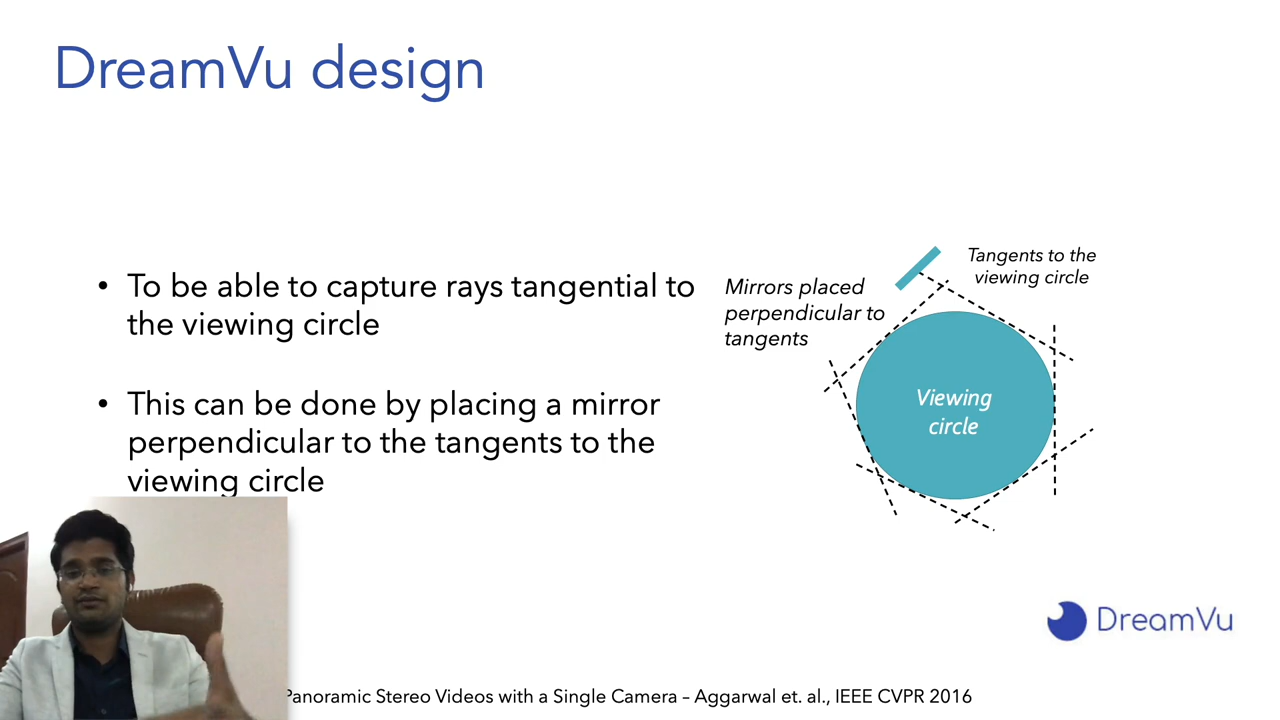 DreamVu design
• To be able to capture rays tangential to
the viewing circle
• This can be done by placing a mirror
perpendicular to the tangents to the
viewing circle
Mirrors placed
perpendicular to
tangents
Tangents to the
viewing circle
Viewing
circle
DreamVu
Panoramic Stereo Videos with a Single Camera – Aggarwal et. al., IEEE CVPR 2016